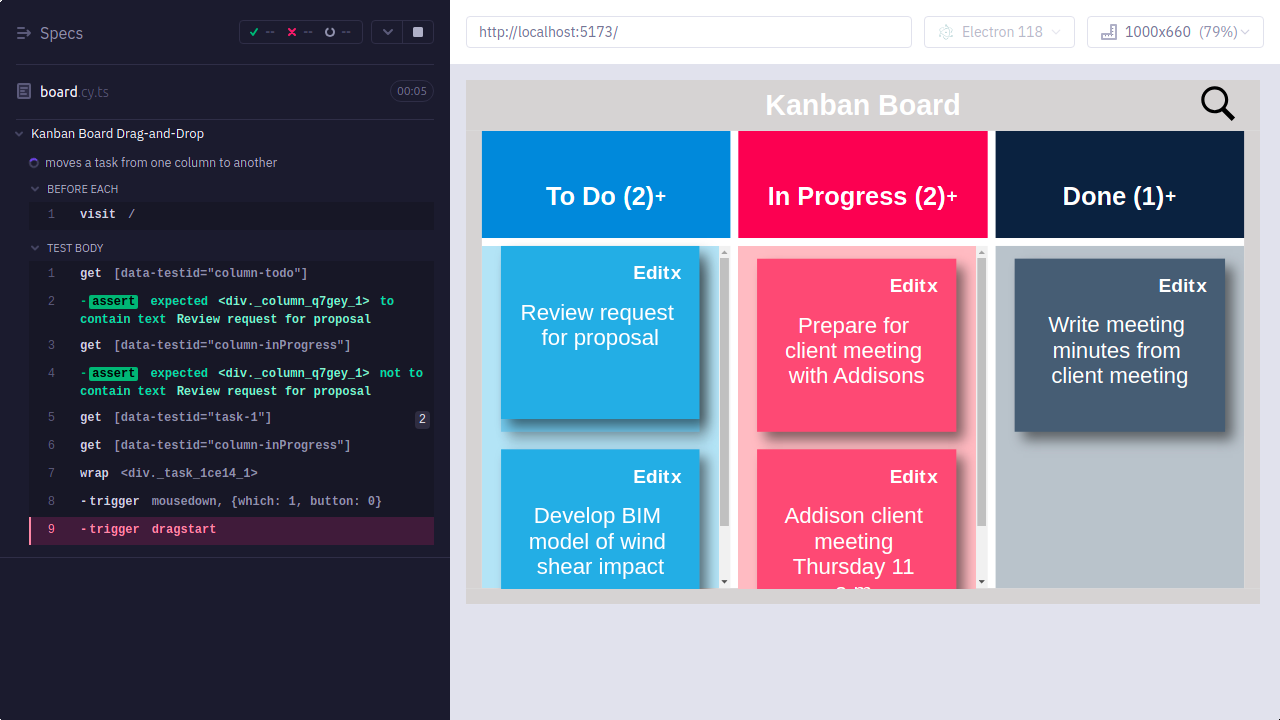 Specs
-- -- --
board.cy.ts
00:05
Kanban Board Drag-and-Drop
moves a task from one column to another
BEFORE EACH
1 visit /
TEST BODY
1 get [data-testid="column-todo"]
2 -assert expected <div._column_q7gey_1> to
contain text Review request for proposal
3 get [data-testid="column-inProgress"]
4 -assert expected <div._column_q7gey_1> not to
contain text Review request for proposal
5 get [data-testid="task-1"] 2
6 get [data-testid="column-inProgress"]
7 wrap <div._task_1ce14_1>
8 -trigger mousedown, {which: 1, button: 0}
9 -trigger dragstart
http://localhost:5173/
Electron 118
1000x660 (79%)
Kanban Board
To Do (2)+
Edit x
Review request
for proposal
Edit x
Develop BIM
model of wind
shear impact
In Progress (2)+
Edit x
Prepare for
client meeting
with Addisons
Edit x
Addison client
meeting
Thursday 11
Done (1)+
Edit x
Write meeting
minutes from
client meeting